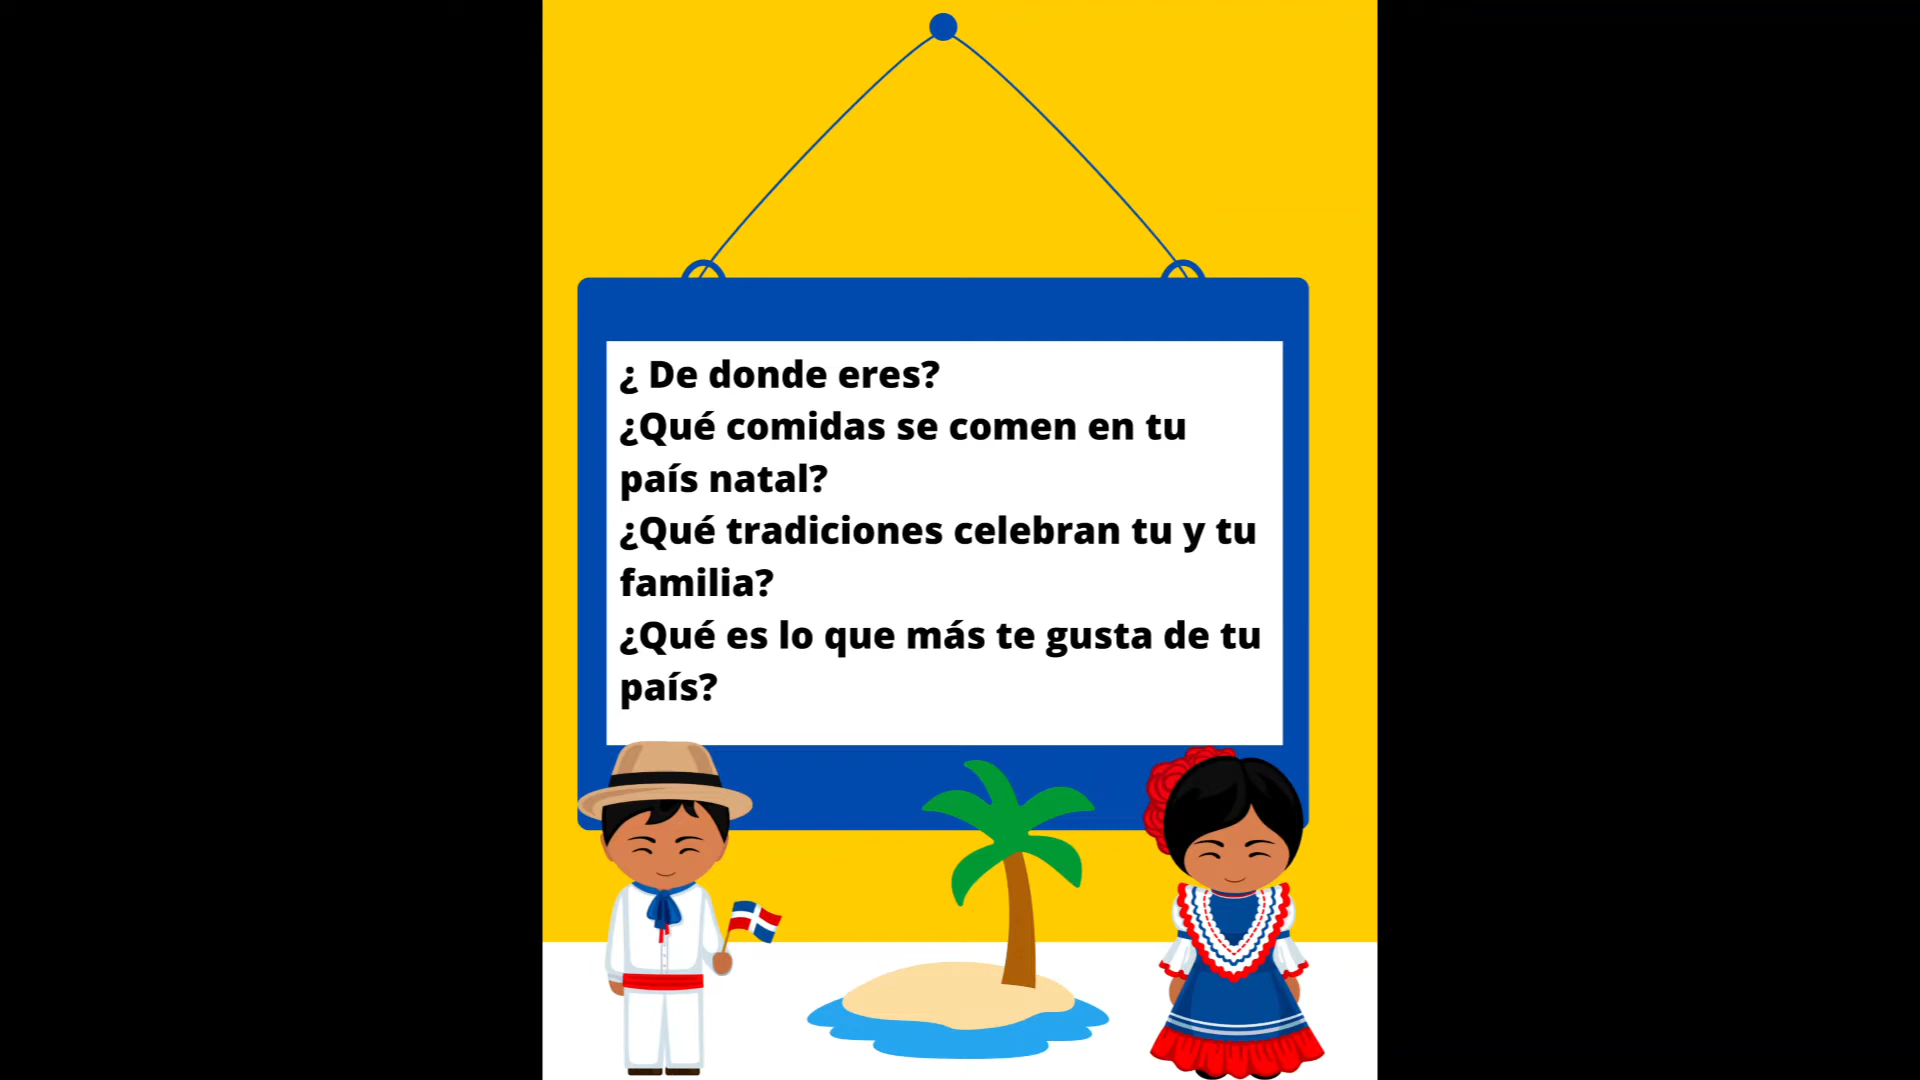 ¿ De donde eres?
¿Qué comidas se comen en tu
país natal?
¿Qué tradiciones celebran tu y tu
familia?
¿Qué es lo que más te gusta de tu
país?